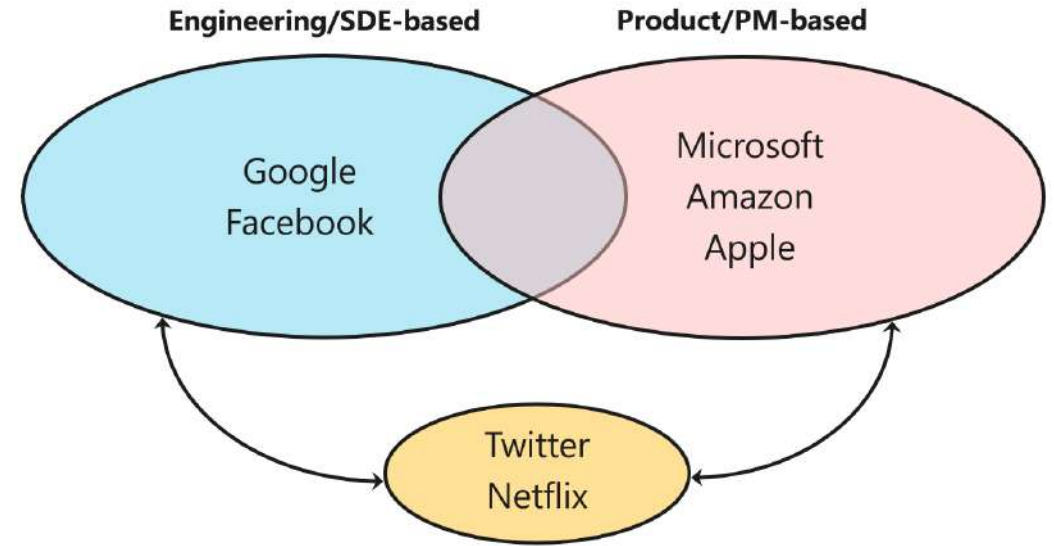 Engineering/SDE-based
Product/PM-based
Google
Facebook
Microsoft
Amazon
Apple
Twitter
Netflix